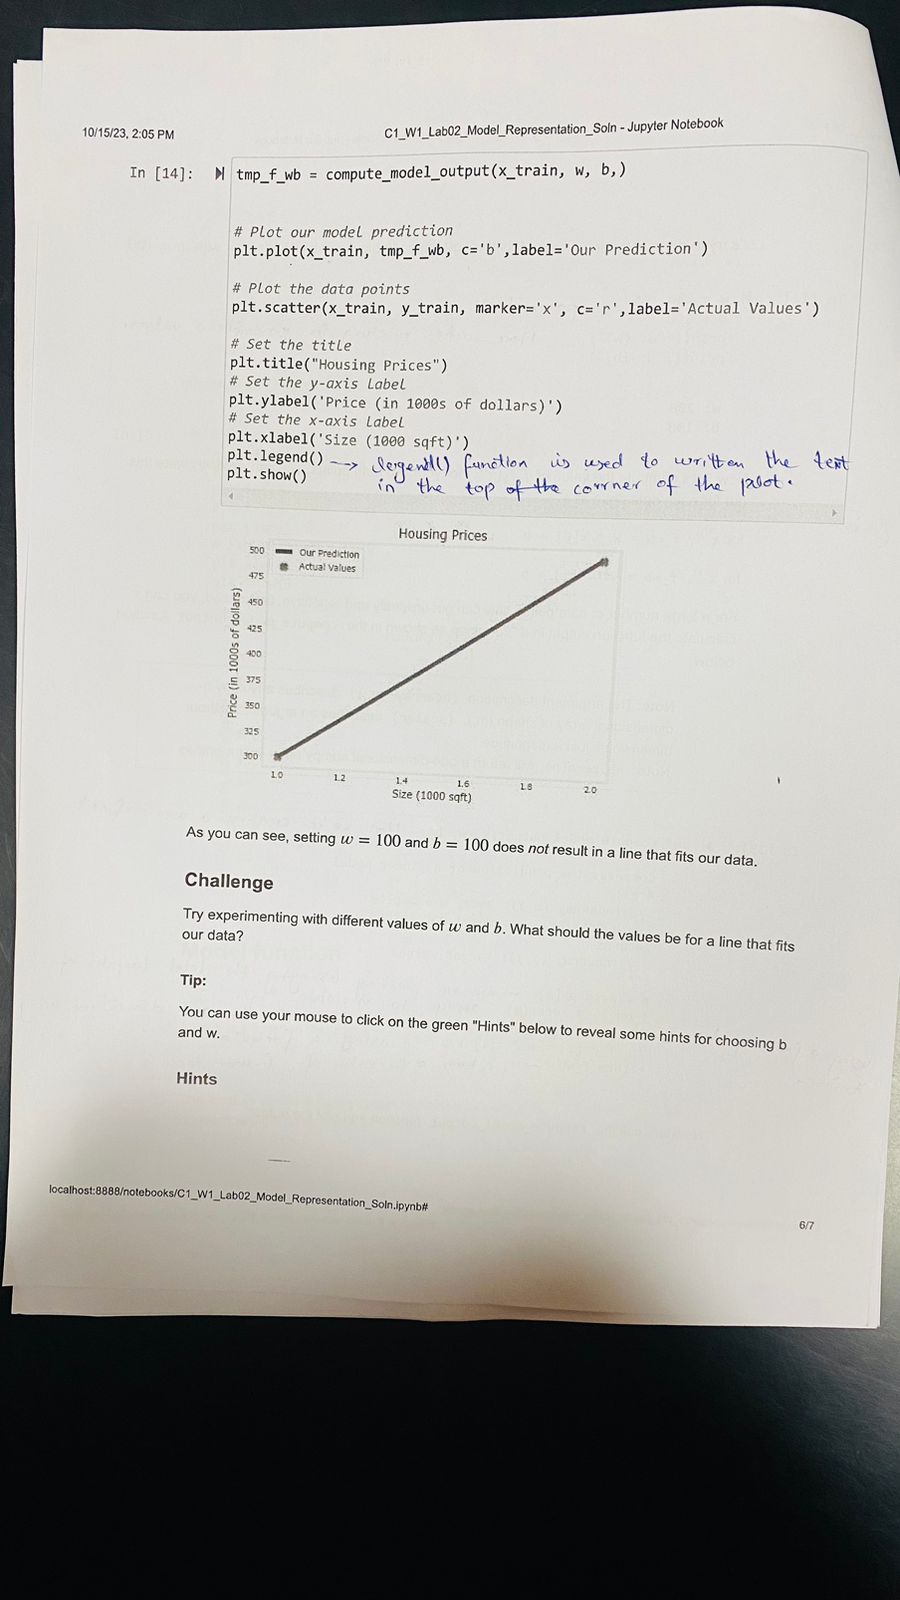 10/15/23, 2:05 PM
C1_W1_Lab02_Model_Representation_Soln - Jupyter Notebook
In [14]:
tmp_f_wb = compute_model_output(x_train, w, b,)
# Plot our model prediction
plt.plot(x_train, tmp_f_wb, c='b',label='Our Prediction')
# Plot the data points
plt.scatter(x_train, y_train, marker='x', c='r',label='Actual Values')
# Set the title
plt.title("Housing Prices")
# Set the y-axis label
plt.ylabel('Price (in 1000s of dollars)')
# Set the x-axis label
plt.xlabel('Size (1000 sqft)')
plt.legend() → legend() function is used to written the text
plt.show() in the top of the corrner of the plot.
Housing Prices
Our Prediction
Actual Values
Price (in 1000s of dollars)
500
475
450
425
400
375
350
325
300
1.0 1.2 1.4 1.6 1.8 2.0
Size (1000 sqft)
As you can see, setting w = 100 and b = 100 does not result in a line that fits our data.
Challenge
Try experimenting with different values of w and b. What should the values be for a line that fits
our data?
Tip:
You can use your mouse to click on the green "Hints" below to reveal some hints for choosing b
and w.
Hints
localhost:8888/notebooks/C1_W1_Lab02_Model_Representation_Soln.ipynb#
6/7